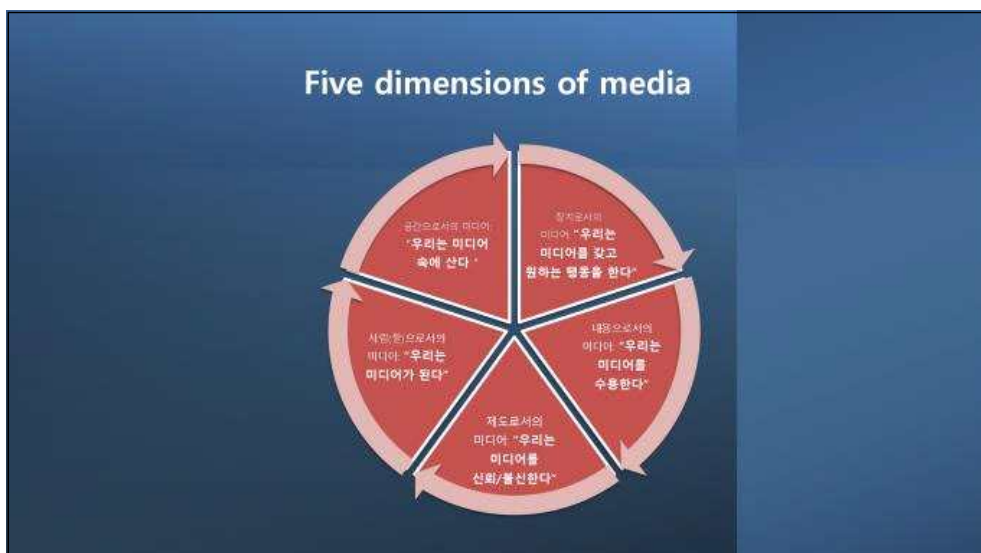 Five dimensions of media
장치로서의
미디어: "우리는
미디어를 갖고
원하는 행동을 한다"
내용으로서의
미디어: "우리는
미디어를
수용한다"
제도로서의
미디어: "우리는
미디어를
신뢰/불신한다"
사람(들)으로서의
미디어: "우리는
미디어가 된다"
공간으로서의 미디어:
"우리는 미디어
속에 산다 "